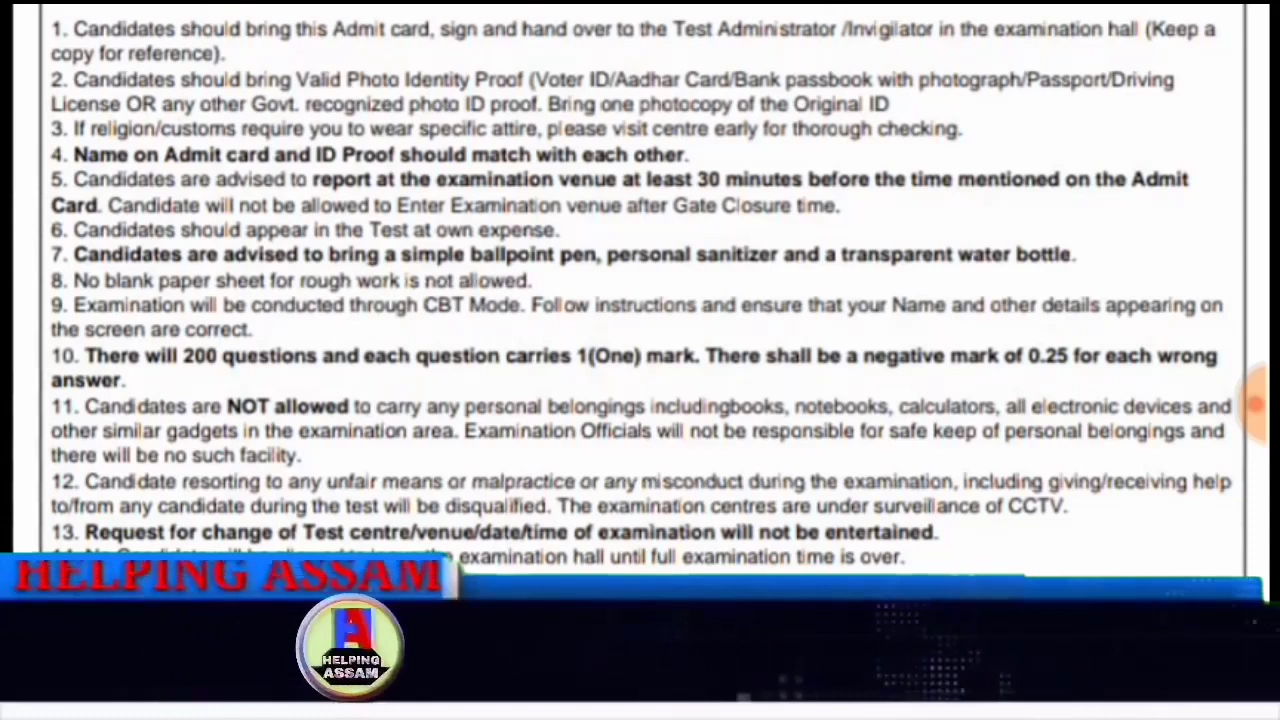 1. Candidates should bring this Admit card, sign and hand over to the Test Administrator /Invigilator in the examination hall (Keep a
copy for reference).
2. Candidates should bring Valid Photo Identity Proof (Voter ID/Aadhar Card/Bank passbook with photograph/Passport/Driving
License OR any other Govt. recognized photo ID proof. Bring one photocopy of the Original ID
3. If religion/customs require you to wear specific attire, please visit centre early for thorough checking.
4. Name on Admit card and ID Proof should match with each other.
5. Candidates are advised to report at the examination venue at least 30 minutes before the time mentioned on the Admit
Card. Candidate will not be allowed to Enter Examination venue after Gate Closure time.
6. Candidates should appear in the Test at own expense.
7. Candidates are advised to bring a simple ballpoint pen, personal sanitizer and a transparent water bottle.
8. No blank paper sheet for rough work is not allowed.
9. Examination will be conducted through CBT Mode. Follow instructions and ensure that your Name and other details appearing on
the screen are correct.
10. There will 200 questions and each question carries 1(One) mark. There shall be a negative mark of 0.25 for each wrong
answer.
11. Candidates are NOT allowed to carry any personal belongings includingbooks, notebooks, calculators, all electronic devices and
other similar gadgets in the examination area. Examination Officials will not be responsible for safe keep of personal belongings and
there will be no such facility.
12. Candidate resorting to any unfair means or malpractice or any misconduct during the examination, including giving/receiving help
to/from any candidate during the test will be disqualified. The examination centres are under surveillance of CCTV.
13. Request for change of Test centre/venue/date/time of examination will not be entertained.
examination hall until full examination time is over.
HELPING ASSAM
A
HELPING
ASSAM